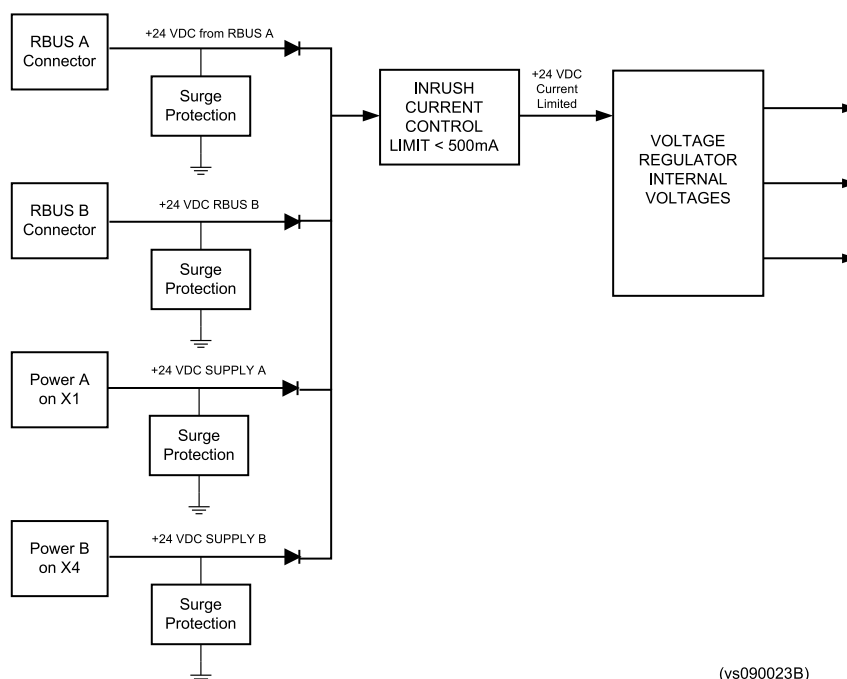 RBUS A
Connector
+24 VDC from RBUS A
Surge
Protection
INRUSH
CURRENT
CONTROL
LIMIT < 500mA
+24 VDC
Current
Limited
VOLTAGE
REGULATOR
INTERNAL
VOLTAGES
RBUS B
Connector
+24 VDC RBUS B
Surge
Protection
Power A
on X1
+24 VDC SUPPLY A
Surge
Protection
Power B
on X4
+24 VDC SUPPLY B
Surge
Protection
(vs090023B)